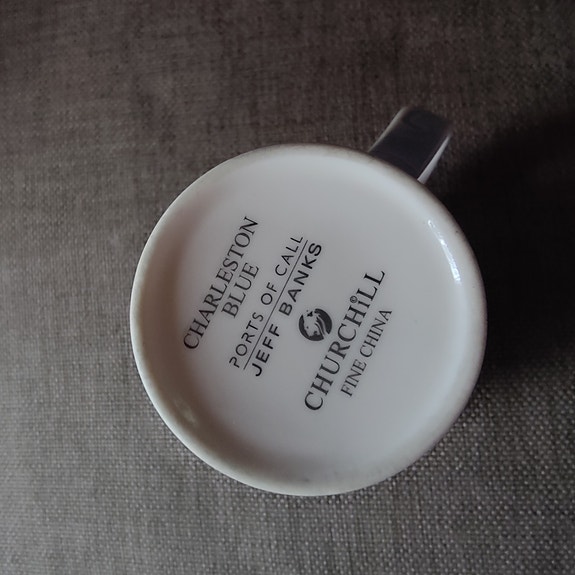 CHARLESTON
BLUE
PORTS OF CALL
JEFF BANKS
CHURCHiLL
FINE CHINA